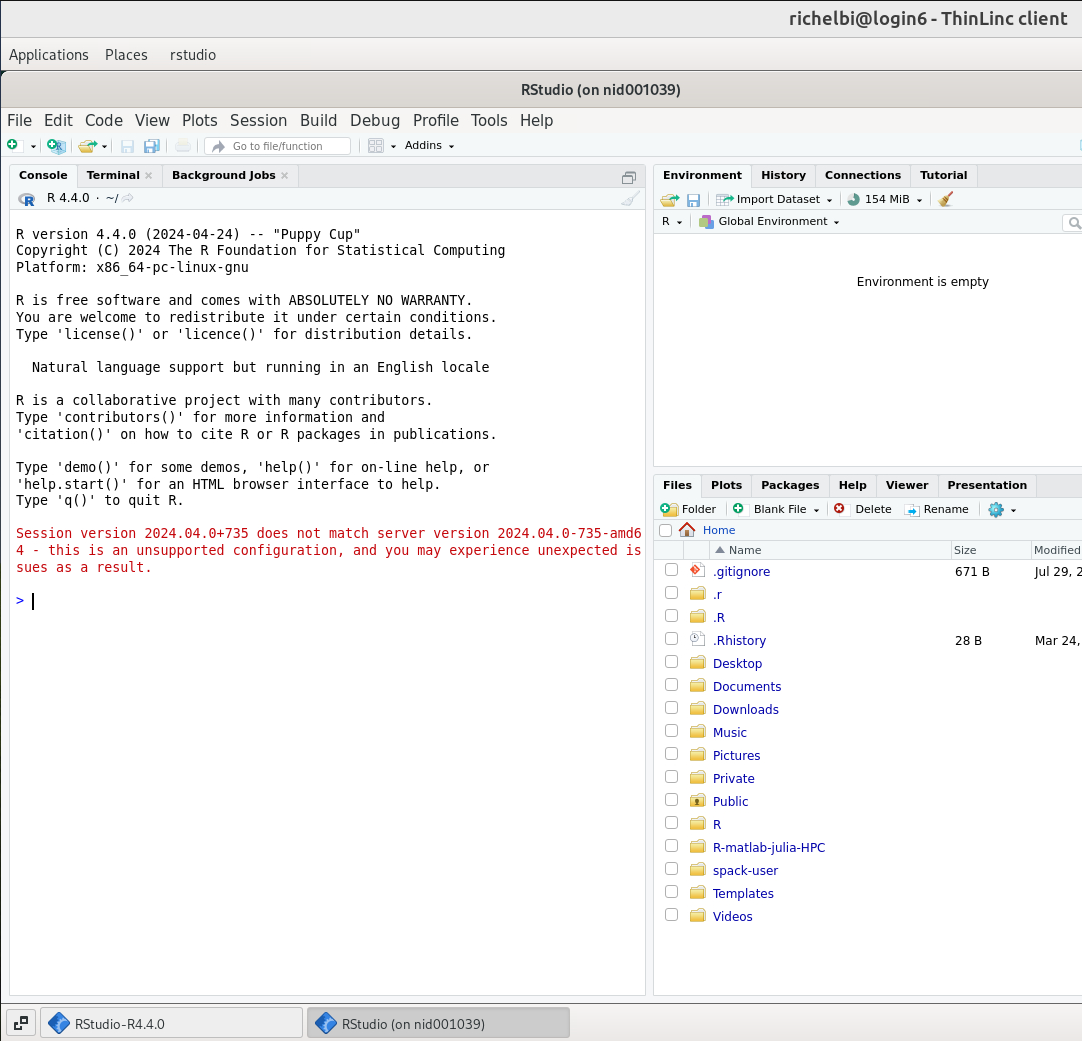 richelbi@login6 - ThinLinc client
Applications Places rstudio
RStudio (on nid001039)
File Edit Code View Plots Session Build Debug Profile Tools Help
Go to file/function Addins
Console Terminal Background Jobs
R 4.4.0 · ~/
R version 4.4.0 (2024-04-24) -- "Puppy Cup"
Copyright (C) 2024 The R Foundation for Statistical Computing
Platform: x86_64-pc-linux-gnu
R is free software and comes with ABSOLUTELY NO WARRANTY.
You are welcome to redistribute it under certain conditions.
Type 'license()' or 'licence()' for distribution details.
Natural language support but running in an English locale
R is a collaborative project with many contributors.
Type 'contributors()' for more information and
'citation()' on how to cite R or R packages in publications.
Type 'demo()' for some demos, 'help()' for on-line help, or
'help.start()' for an HTML browser interface to help.
Type 'q()' to quit R.
Session version 2024.04.0+735 does not match server version 2024.04.0-735-amd6
4 - this is an unsupported configuration, and you may experience unexpected is
sues as a result.
>
Environment History Connections Tutorial
Import Dataset 154 MiB
R Global Environment
Environment is empty
Files Plots Packages Help Viewer Presentation
Folder Blank File Delete Rename
Home
Name Size Modified
.gitignore 671 B Jul 29, 2
.r
.R
.Rhistory 28 B Mar 24,
Desktop
Documents
Downloads
Music
Pictures
Private
Public
R
R-matlab-julia-HPC
spack-user
Templates
Videos
RStudio-R4.4.0 RStudio (on nid001039)